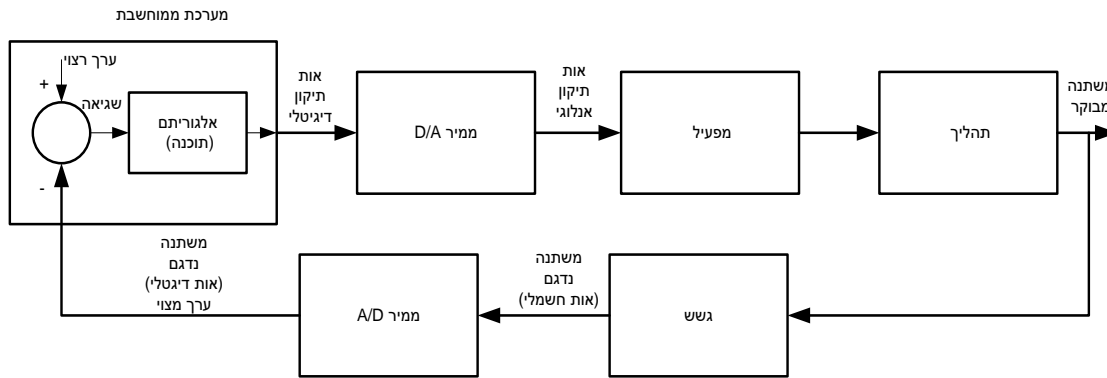 מערכת ממוחשבת
ערך רצוי
+
שגיאה
-
אלגוריתם
(תוכנה)
אות
תיקון
דיגיטלי
ממיר D/A
אות
תיקון
אנלוגי
מפעיל
תהליך
משתנה
מבוקר
משתנה
נדגם
(אות דיגטלי)
ערך מצוי
ממיר A/D
משתנה
נדגם
(אות חשמלי)
גשש